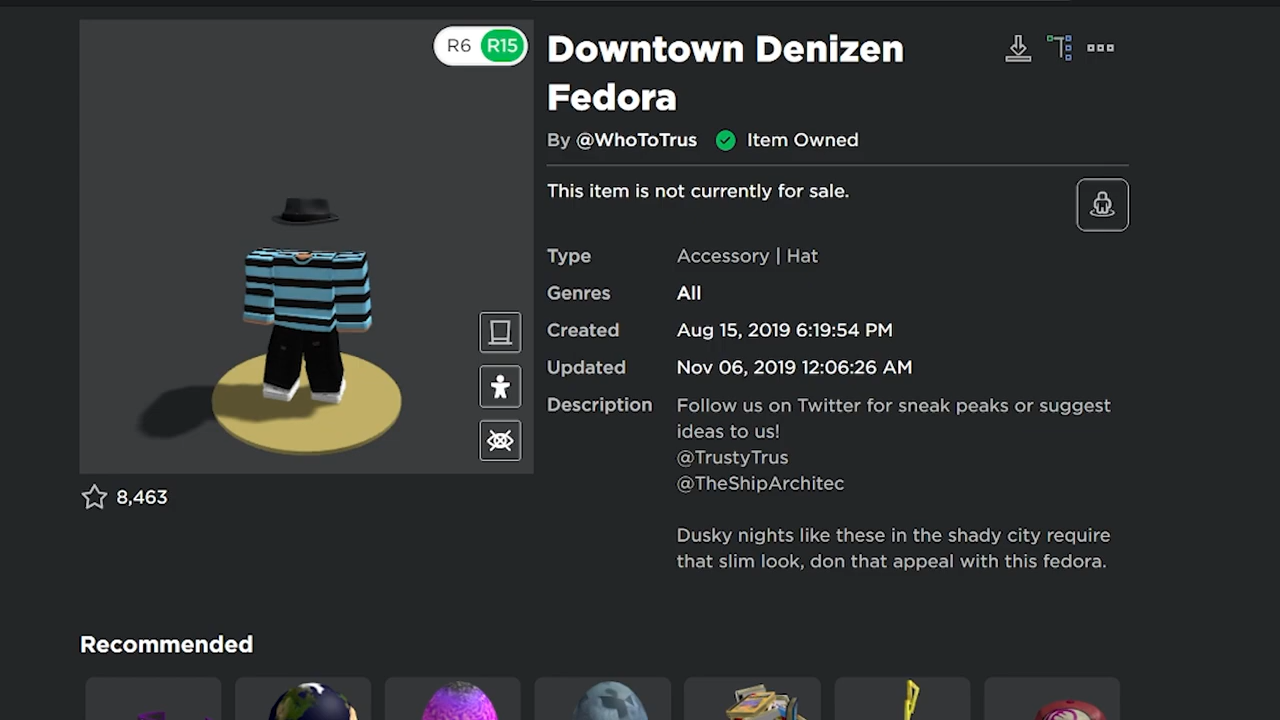 R6 R15
Downtown Denizen
Fedora
By @WhoToTrus Item Owned
This item is not currently for sale.
Type Accessory | Hat
Genres All
Created Aug 15, 2019 6:19:54 PM
Updated Nov 06, 2019 12:06:26 AM
Description Follow us on Twitter for sneak peaks or suggest
ideas to us!
@TrustyTrus
@TheShipArchitec
Dusky nights like these in the shady city require
that slim look, don that appeal with this fedora.
8,463
Recommended